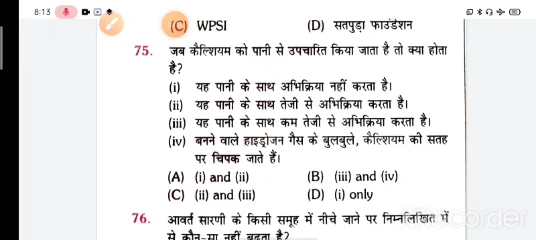 8:13
(C) WPSI (D) सतपुड़ा फाउंडेशन
75. जब कैल्शियम को पानी से उपचारित किया जाता है तो क्या होता
है?
(i) यह पानी के साथ अभिक्रिया नहीं करता है।
(ii) यह पानी के साथ तेजी से अभिक्रिया करता है।
(iii) यह पानी के साथ कम तेजी से अभिक्रिया करता है।
(iv) बनने वाले हाइड्रोजन गैस के बुलबुले, कैल्शियम की सतह
पर चिपक जाते हैं।
(A) (i) and (ii) (B) (iii) and (iv)
(C) (ii) and (iii) (D) (i) only
76. आवर्त सारणी के किसी समूह में नीचे जाने पर निम्नलिखित में
से कौन-सा नहीं बढ़ता है?